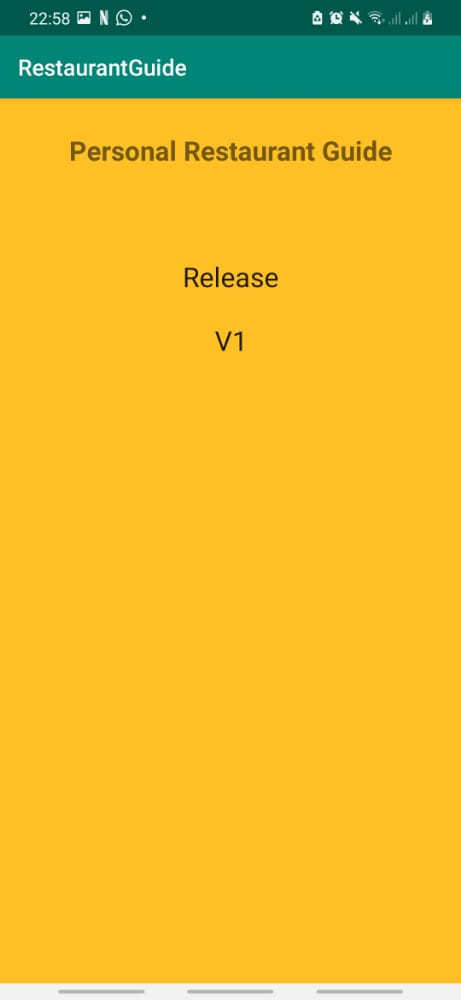 22:58
RestaurantGuide
Personal Restaurant Guide
Release
V1